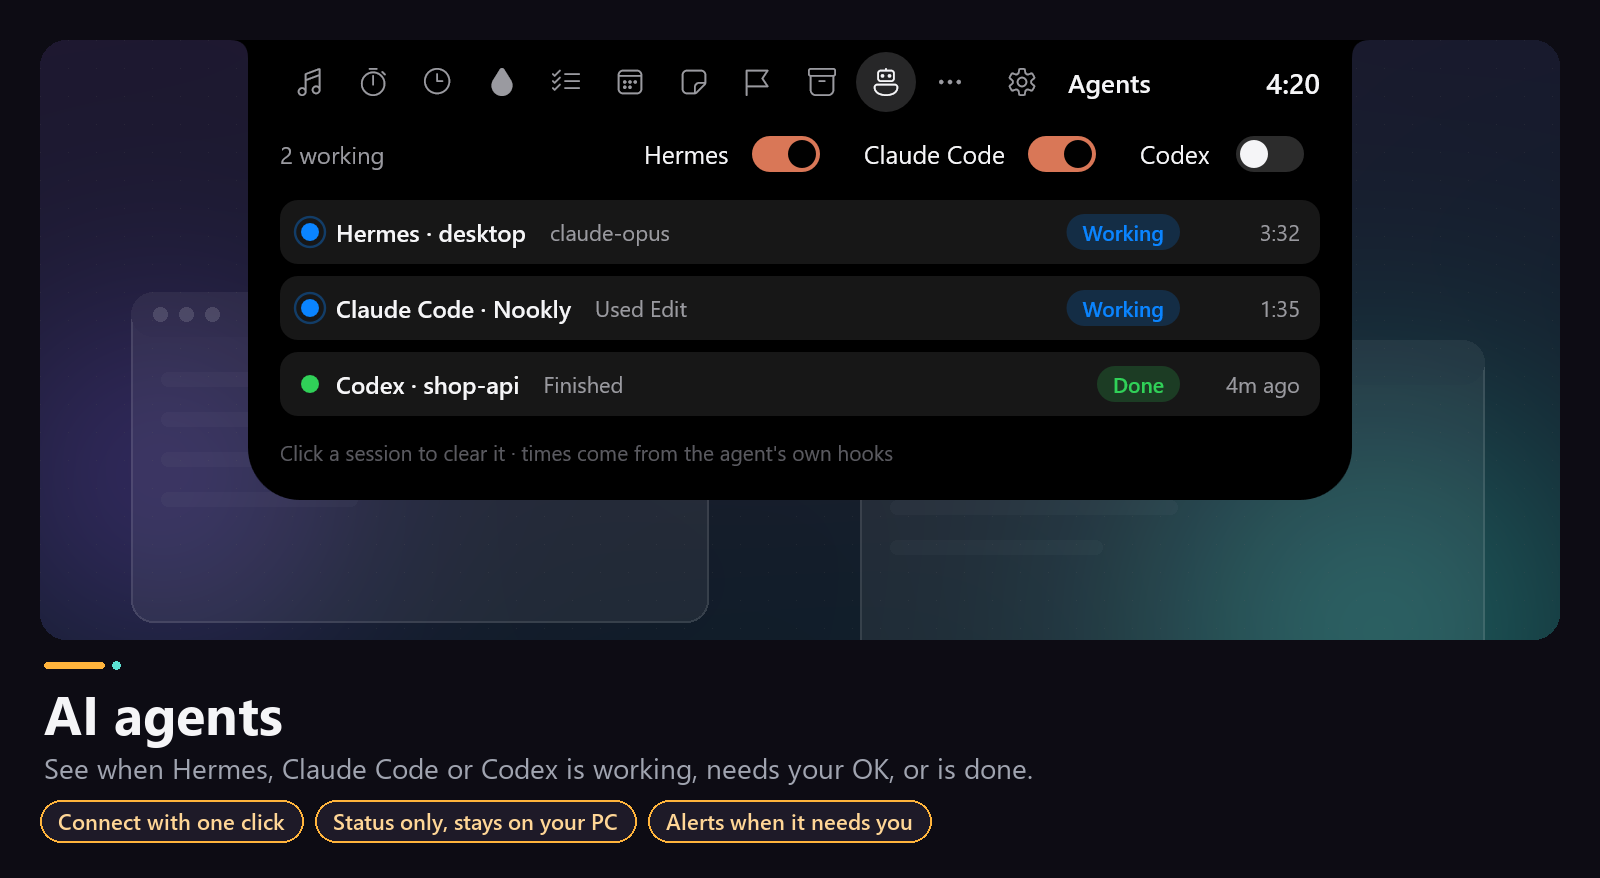 Agents 4:20
2 working Hermes Claude Code Codex
Hermes · desktop claude-opus Working 3:32
Claude Code · Nookly Used Edit Working 1:35
Codex · shop-api Finished Done 4m ago
Click a session to clear it · times come from the agent's own hooks
AI agents
See when Hermes, Claude Code or Codex is working, needs your OK, or is done.
Connect with one click Status only, stays on your PC Alerts when it needs you